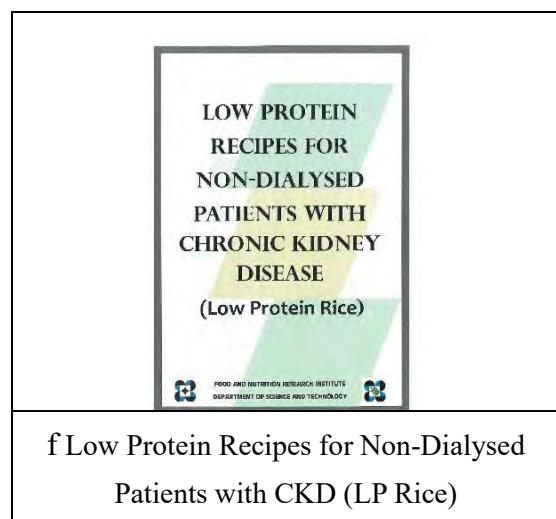 LOW PROTEIN
RECIPES FOR
NON-DIALYSED
PATIENTS WITH
CHRONIC KIDNEY
DISEASE
(Low Protein Rice)
FOOD AND NUTRITION RESEARCH INSTITUTE
DEPARTMENT OF SCIENCE AND TECHNOLOGY
f Low Protein Recipes for Non-Dialysed
Patients with CKD (LP Rice)